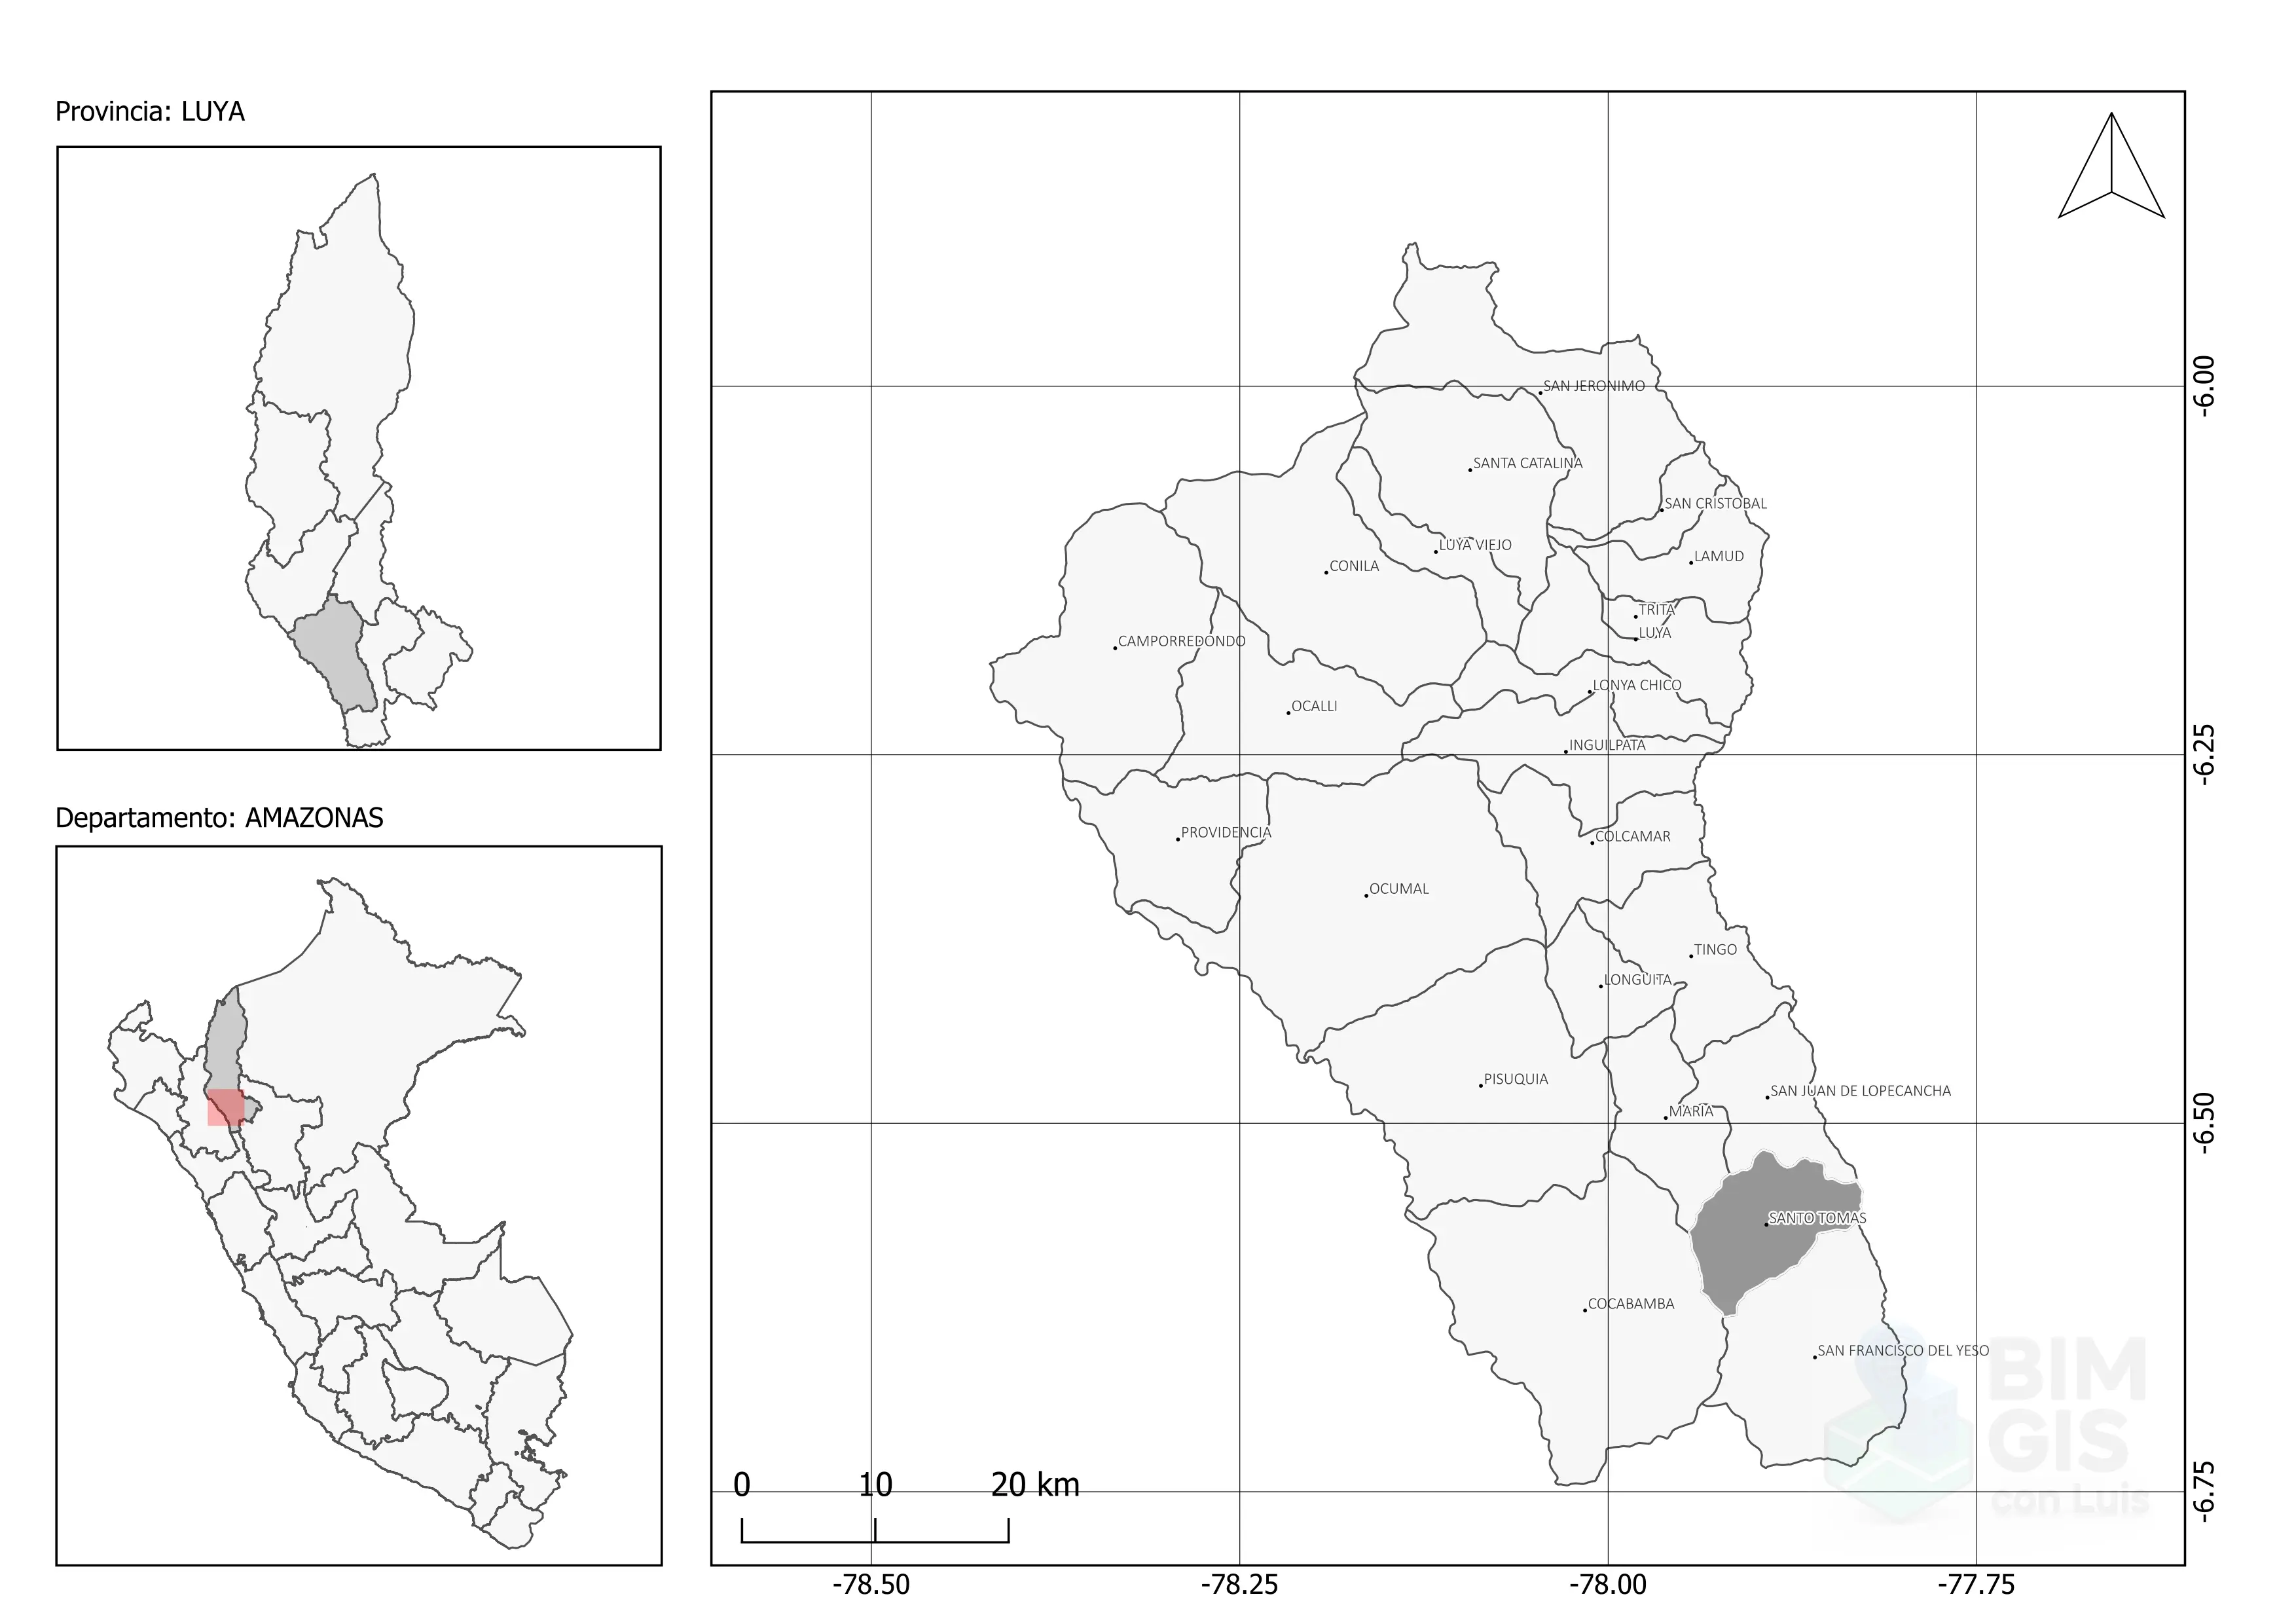 Provincia: LUYA
Departamento: AMAZONAS
SAN JERONIMO
SANTA CATALINA
SAN CRISTOBAL
LUYA VIEJO
LAMUD
CONILA
TRITA
LUYA
CAMPORREDONDO
LONYA CHICO
OCALLI
INGUILPATA
PROVIDENCIA
COLCAMAR
OCUMAL
TINGO
LONGUITA
PISUQUIA
SAN JUAN DE LOPECANCHA
MARIA
SANTO TOMAS
COCABAMBA
SAN FRANCISCO DEL YESO
BIM
GIS
con Luis
0 10 20 km
-78.50 -78.25 -78.00 -77.75
-6.00
-6.25
-6.50
-6.75